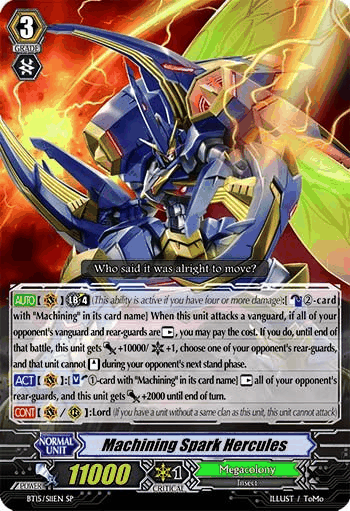 3
GRADE
Who said it was alright to move?
AUTO [ ] LB 4 (This ability is active if you have four or more damage):[ ②-card
with "Machining" in its card name] When this unit attacks a vanguard, if all of your
opponent's vanguard and rear-guards are , you may pay the cost. If you do, until end of
that battle, this unit gets +10000/ +1, choose one of your opponent's rear-guards,
and that unit cannot during your opponent's next stand phase.
ACT [ ]:[ ①-card with "Machining" in its card name] all of your opponent's
rear-guards, and this unit gets +2000 until end of turn.
CONT [ / ]:Lord (If you have a unit without a same clan as this unit, this unit cannot attack)
NORMAL UNIT
Machining Spark Hercules
POWER 11000
1
CRITICAL
Megacolony
Insect
BT15/S11EN SP
ILLUST / ToMo